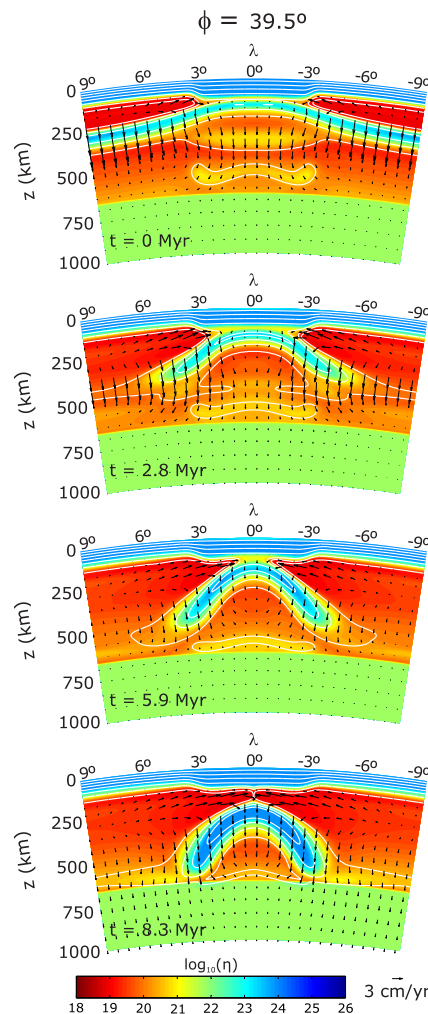 ϕ = 39.5º
λ
9º 6º 3º 0º -3º -6º -9º
0
250
500
750
1000
z (km)
t = 0 Myr
λ
9º 6º 3º 0º -3º -6º -9º
0
250
500
750
1000
z (km)
t = 2.8 Myr
λ
9º 6º 3º 0º -3º -6º -9º
0
250
500
750
1000
z (km)
t = 5.9 Myr
λ
9º 6º 3º 0º -3º -6º -9º
0
250
500
750
1000
z (km)
t = 8.3 Myr
log₁₀(η)
18 19 20 21 22 23 24 25 26
3 cm/yr